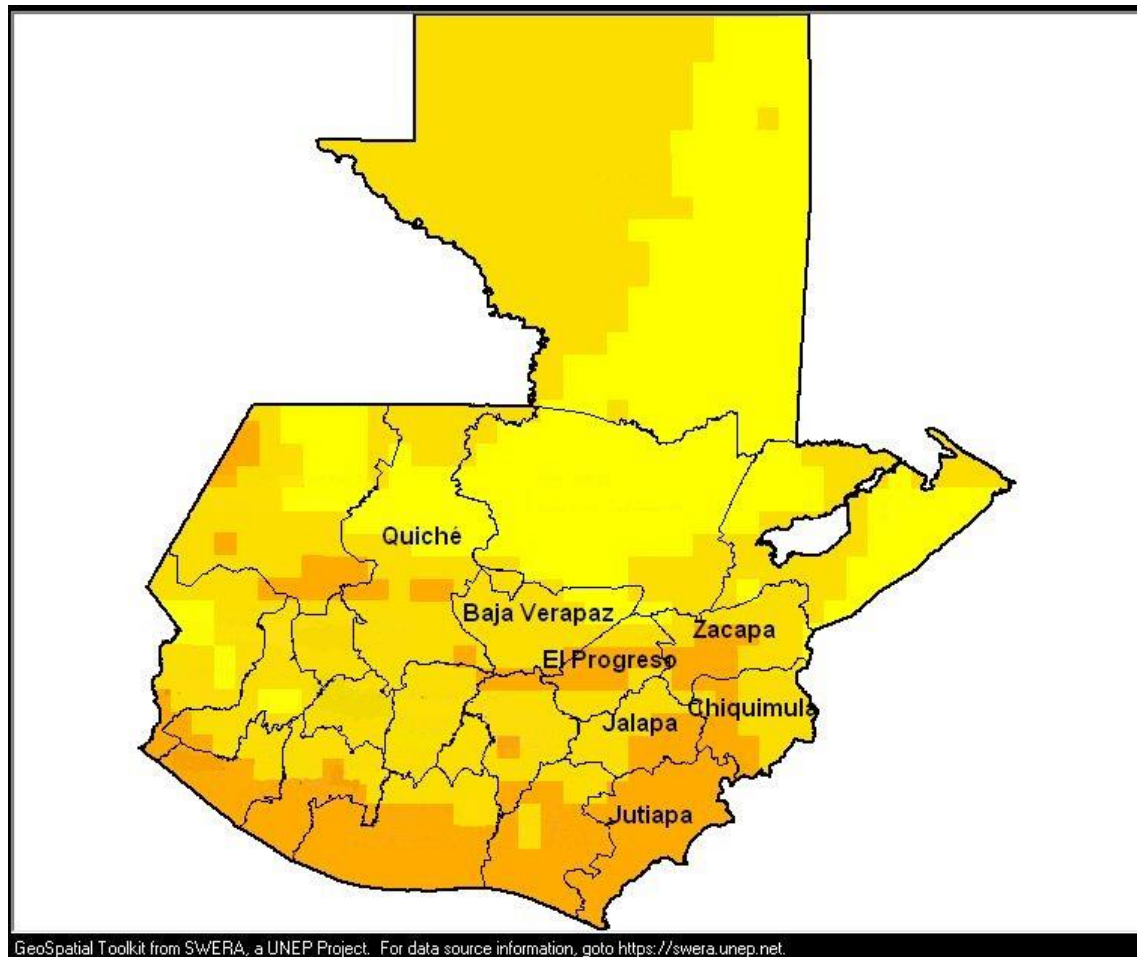 Quiché
Baja Verapaz
Zacapa
El Progreso
Chiquimula
Jalapa
Jutiapa
GeoSpatial Toolkit from SWERA, a UNEP Project. For data source information, goto https://swera.unep.net.